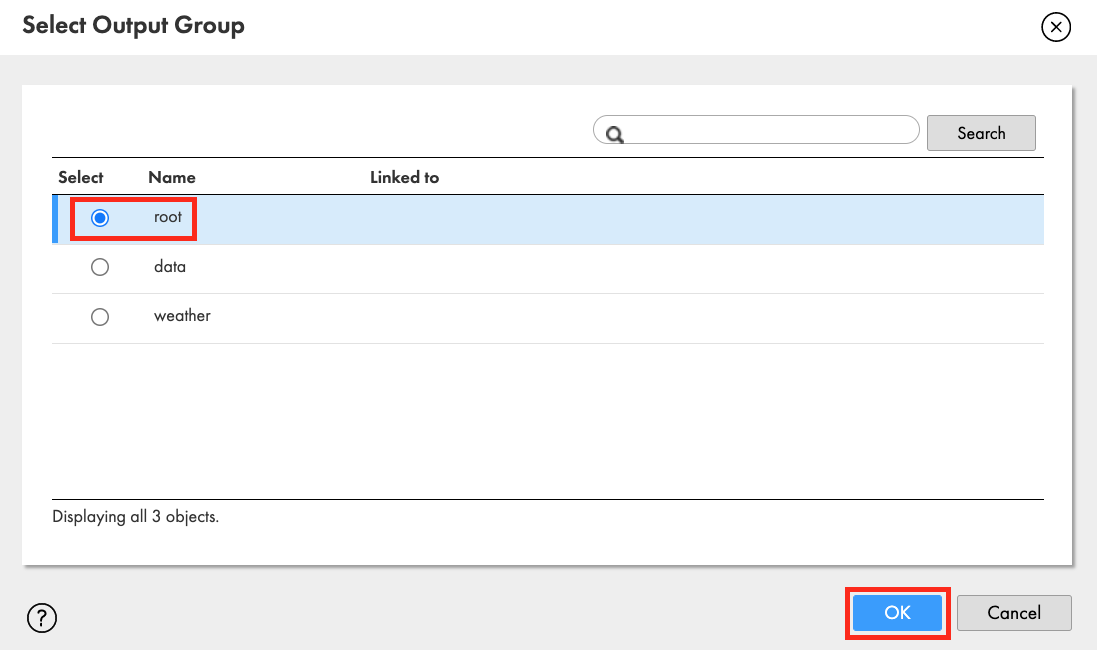 Select Output Group
Search
Select Name Linked to
root
data
weather
Displaying all 3 objects.
? OK Cancel